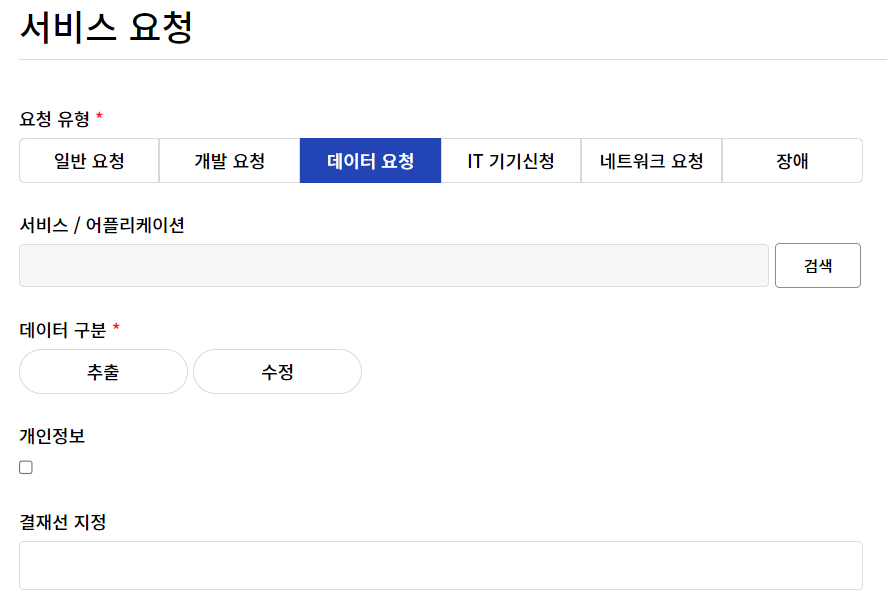 서비스 요청
요청 유형 *
일반 요청 개발 요청 데이터 요청 IT 기기신청 네트워크 요청 장애
서비스 / 어플리케이션
검색
데이터 구분 *
추출 수정
개인정보
결재선 지정